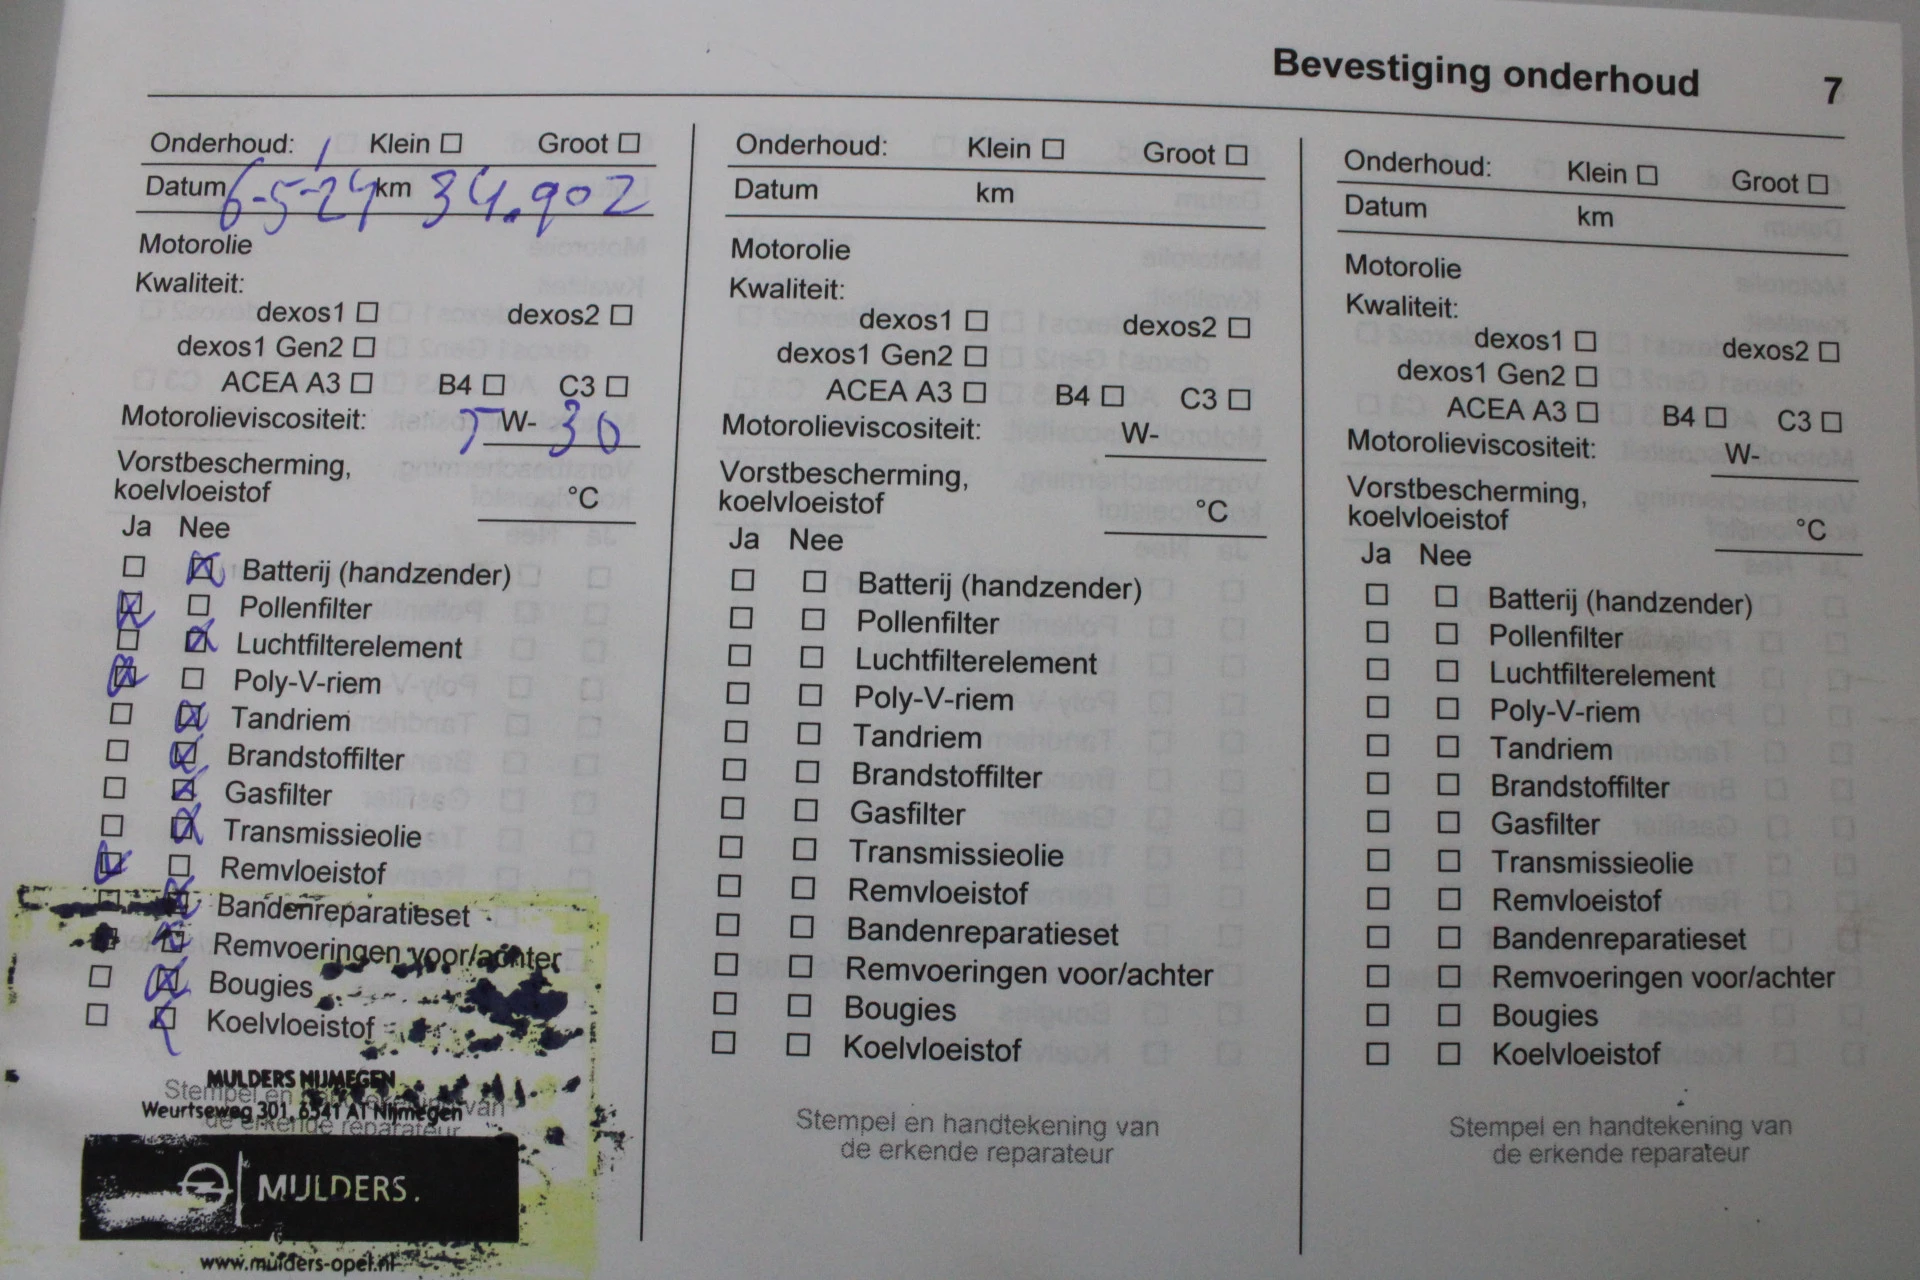 Bevestiging onderhoud 7
Onderhoud: Klein ☐ Groot ☐
Datum 6-5-24 km 34.902
Motorolie
Kwaliteit:
dexos1 ☐ dexos2 ☐
dexos1 Gen2 ☐
ACEA A3 ☐ B4 ☐ C3 ☐
Motorolieviscositeit: 5 W- 30
Vorstbescherming,
koelvloeistof °C
Ja Nee
☐ ☒ Batterij (handzender)
☒ ☐ Pollenfilter
☐ ☒ Luchtfilterelement
☒ ☐ Poly-V-riem
☐ ☒ Tandriem
☐ ☒ Brandstoffilter
☐ ☒ Gasfilter
☐ ☒ Transmissieolie
☒ ☐ Remvloeistof
☐ ☒ Bandenreparatieset
☐ ☒ Remvoeringen voor/achter
☐ ☒ Bougies
☐ ☒ Koelvloeistof
MULDERS NIJMEGEN
Stempel en handtekening van
Weurtseweg 301, 6541 AT Nijmegen
de erkende reparateur
MULDERS.
www.mulders-opel.nl
Onderhoud: Klein ☐ Groot ☐
Datum km
Motorolie
Kwaliteit:
dexos1 ☐ dexos2 ☐
dexos1 Gen2 ☐
ACEA A3 ☐ B4 ☐ C3 ☐
Motorolieviscositeit: W-
Vorstbescherming,
koelvloeistof °C
Ja Nee
☐ ☐ Batterij (handzender)
☐ ☐ Pollenfilter
☐ ☐ Luchtfilterelement
☐ ☐ Poly-V-riem
☐ ☐ Tandriem
☐ ☐ Brandstoffilter
☐ ☐ Gasfilter
☐ ☐ Transmissieolie
☐ ☐ Remvloeistof
☐ ☐ Bandenreparatieset
☐ ☐ Remvoeringen voor/achter
☐ ☐ Bougies
☐ ☐ Koelvloeistof
Stempel en handtekening van
de erkende reparateur
Onderhoud: Klein ☐ Groot ☐
Datum km
Motorolie
Kwaliteit:
dexos1 ☐ dexos2 ☐
dexos1 Gen2 ☐
ACEA A3 ☐ B4 ☐ C3 ☐
Motorolieviscositeit: W-
Vorstbescherming,
koelvloeistof °C
Ja Nee
☐ ☐ Batterij (handzender)
☐ ☐ Pollenfilter
☐ ☐ Luchtfilterelement
☐ ☐ Poly-V-riem
☐ ☐ Tandriem
☐ ☐ Brandstoffilter
☐ ☐ Gasfilter
☐ ☐ Transmissieolie
☐ ☐ Remvloeistof
☐ ☐ Bandenreparatieset
☐ ☐ Remvoeringen voor/achter
☐ ☐ Bougies
☐ ☐ Koelvloeistof
Stempel en handtekening van
de erkende reparateur